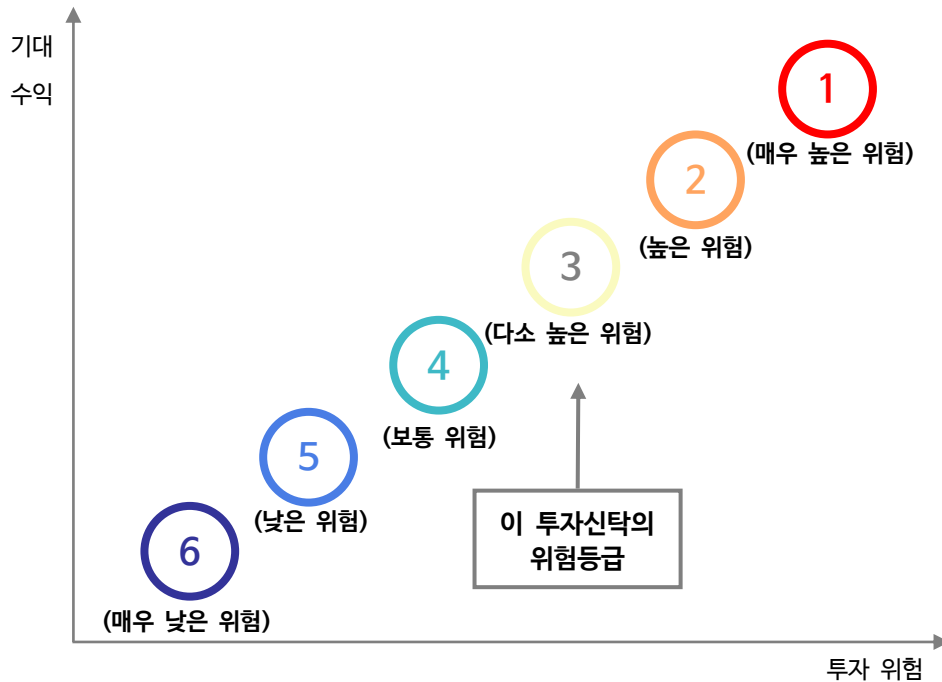 기대
수익
1
(매우 높은 위험)
2
(높은 위험)
3
(다소 높은 위험)
4
(보통 위험)
5
(낮은 위험)
6
(매우 낮은 위험)
이 투자신탁의
위험등급
투자 위험